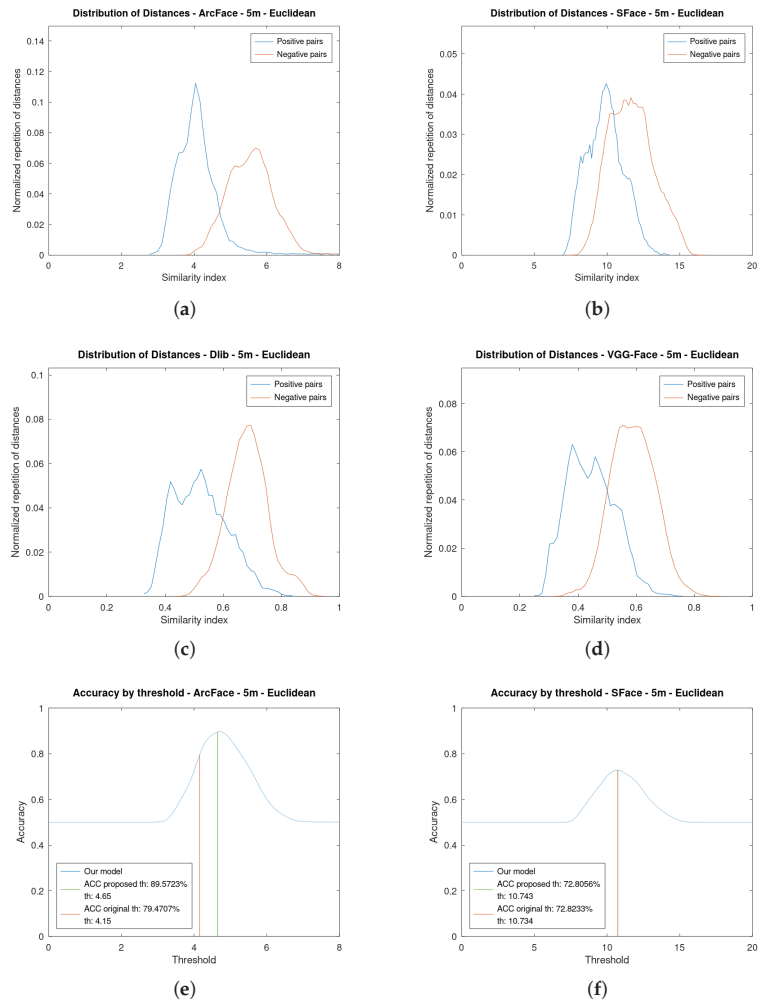 Distribution of Distances - ArcFace - 5m - Euclidean
Normalized repetition of distances
0.14
0.12
0.1
0.08
0.06
0.04
0.02
0
Positive pairs
Negative pairs
0 2 4 6 8
Similarity index
(a)
Distribution of Distances - SFace - 5m - Euclidean
Normalized repetition of distances
0.05
0.04
0.03
0.02
0.01
0
Positive pairs
Negative pairs
0 5 10 15 20
Similarity index
(b)
Distribution of Distances - Dlib - 5m - Euclidean
Normalized repetition of distances
0.1
0.08
0.06
0.04
0.02
0
Positive pairs
Negative pairs
0 0.2 0.4 0.6 0.8 1
Similarity index
(c)
Distribution of Distances - VGG-Face - 5m - Euclidean
Normalized repetition of distances
0.08
0.06
0.04
0.02
0
Positive pairs
Negative pairs
0 0.2 0.4 0.6 0.8 1
Similarity index
(d)
Accuracy by threshold - ArcFace - 5m - Euclidean
Accuracy
1
0.8
0.6
0.4
0.2
0
Our model
ACC proposed th: 89.5723%
th: 4.65
ACC original th: 79.4707%
th: 4.15
0 2 4 6 8
Threshold
(e)
Accuracy by threshold - SFace - 5m - Euclidean
Accuracy
1
0.8
0.6
0.4
0.2
0
Our model
ACC proposed th: 72.8056%
th: 10.743
ACC original th: 72.8233%
th: 10.734
0 5 10 15 20
Threshold
(f)